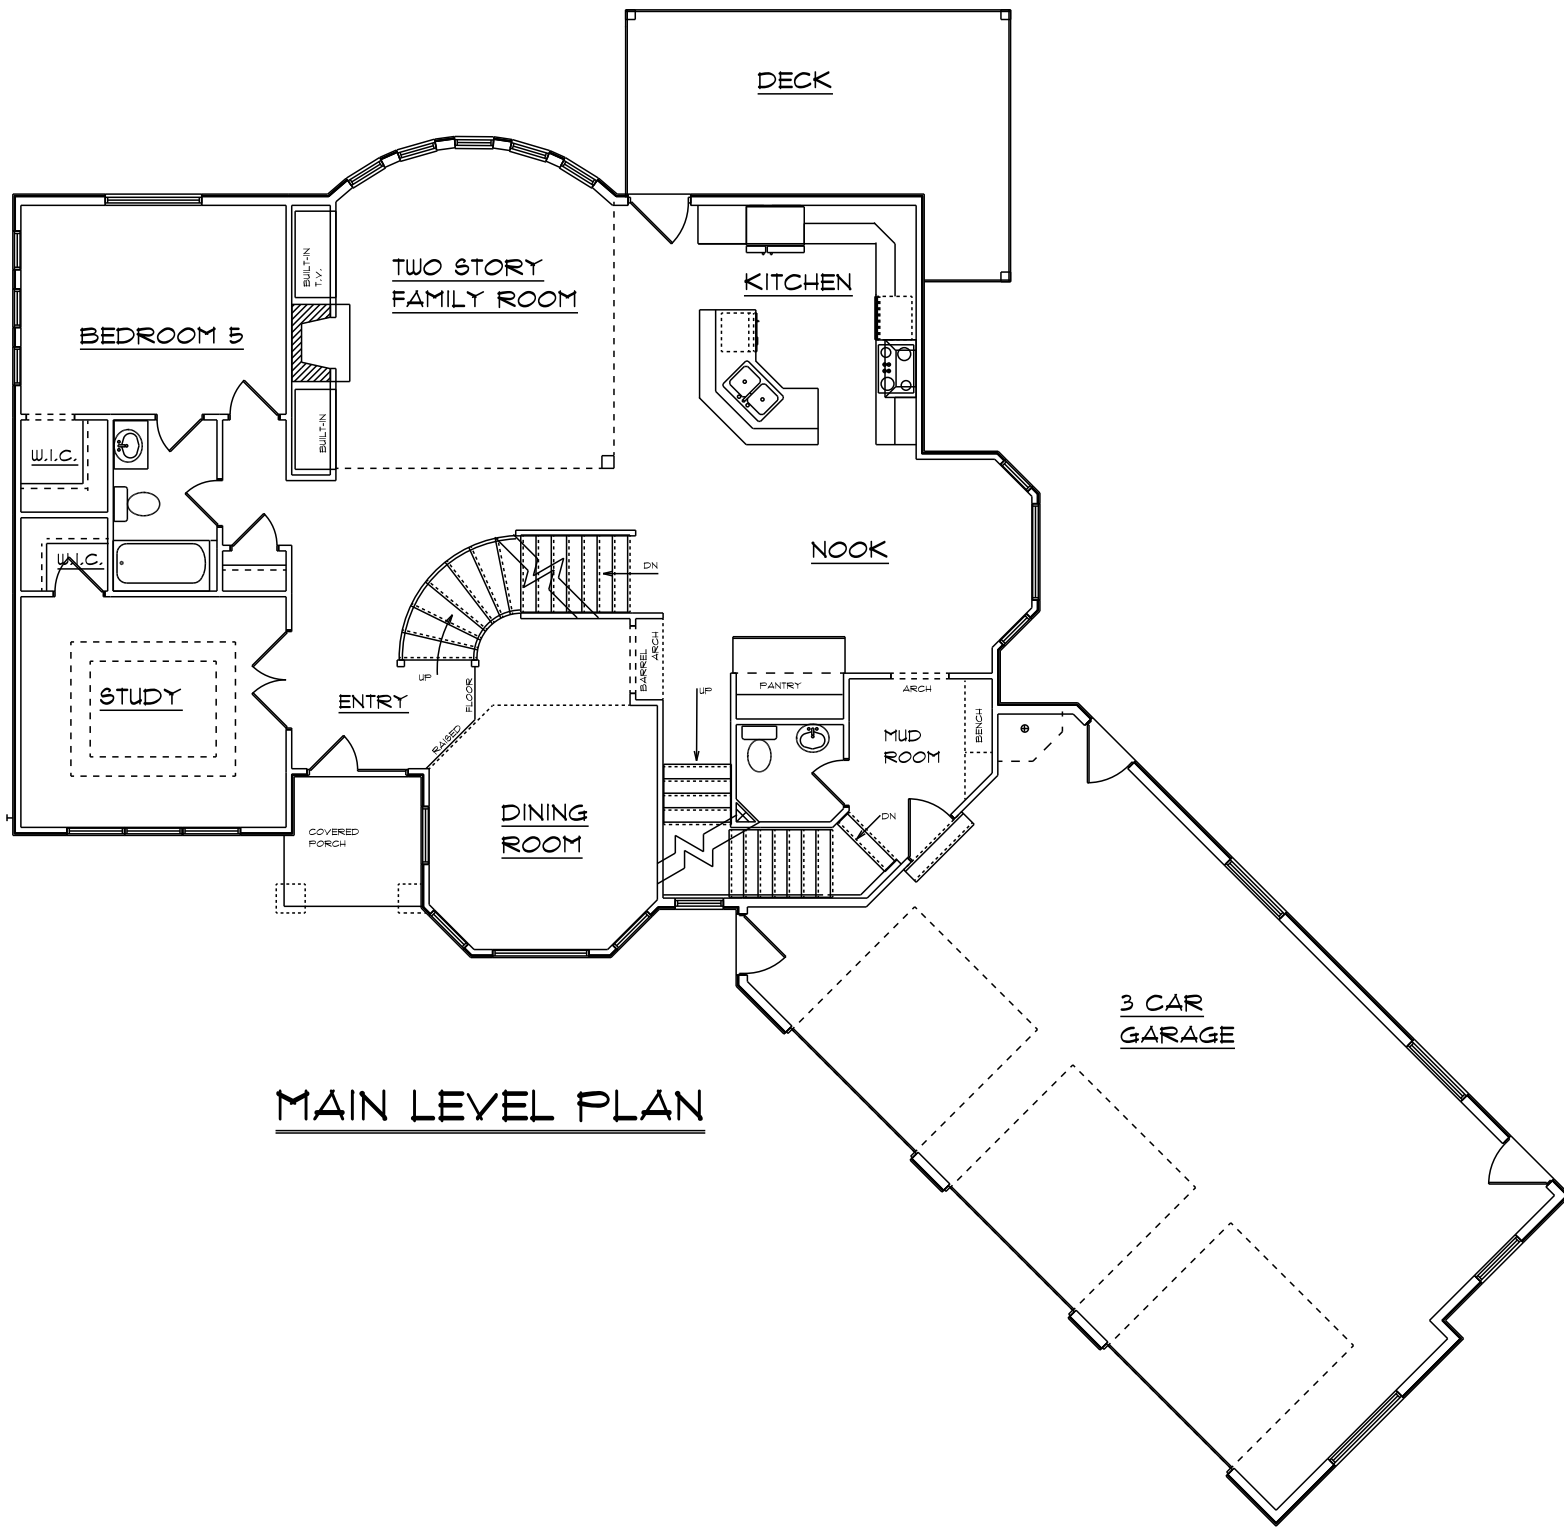 DECK
TWO STORY
FAMILY ROOM
BUILT-IN
T.V.
KITCHEN
BEDROOM 5
BUILT-IN
W.I.C.
W.I.C.
NOOK
DN
UP
BARREL
ARCH
STUDY
ENTRY
FLOOR
RAISED
UP
PANTRY
ARCH
BENCH
MUD
ROOM
DINING
ROOM
DN
COVERED
PORCH
3 CAR
GARAGE
MAIN LEVEL PLAN